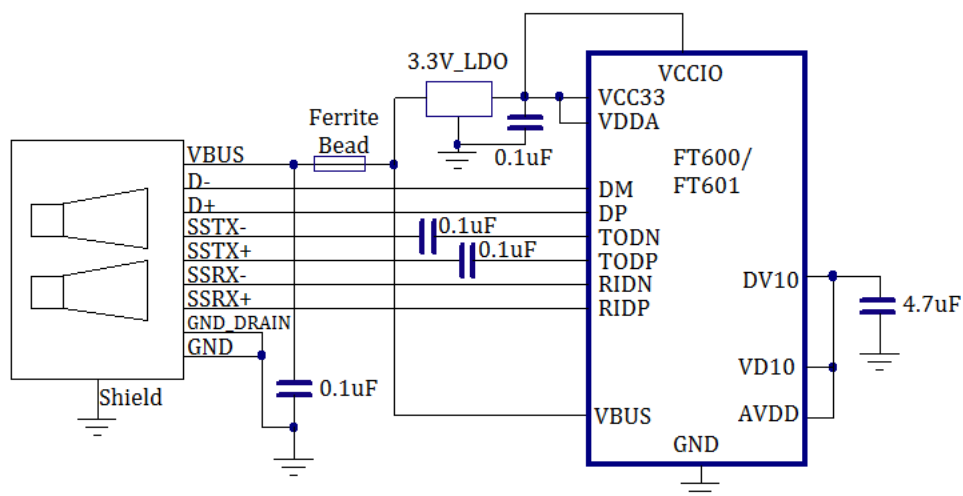 3.3V_LDO
VCCIO
VCC33
VDDA
Ferrite
Bead
0.1uF
FT600/
FT601
VBUS
D-
D+
SSTX-
SSTX+
SSRX-
SSRX+
GND_DRAIN
GND
0.1uF
0.1uF
DM
DP
TODN
TODP
RIDN
RIDP
DV10
4.7uF
VD10
AVDD
Shield
0.1uF
VBUS
GND